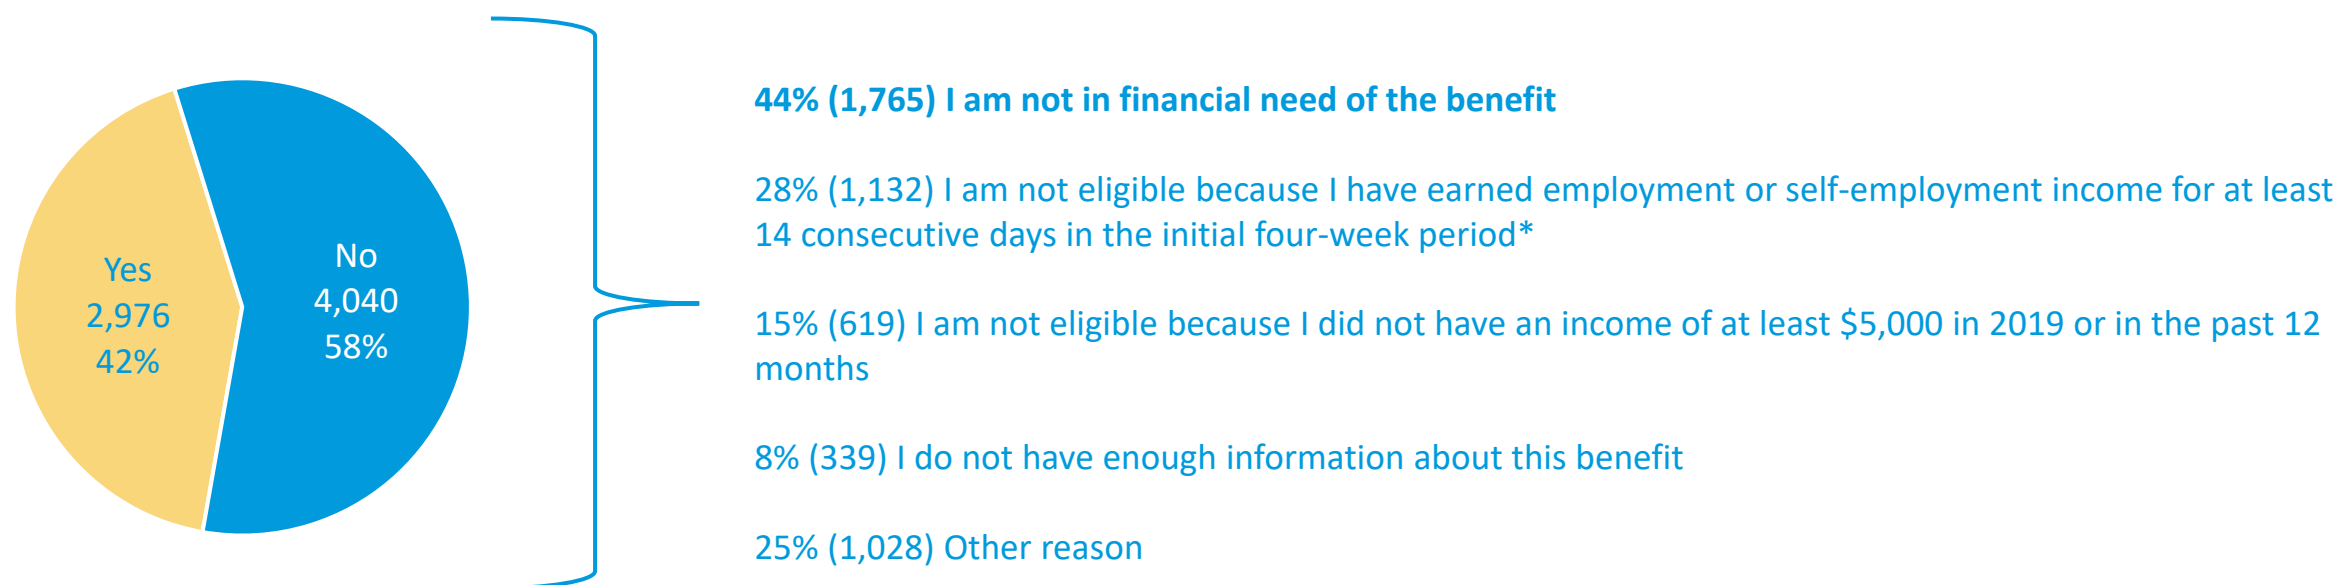 Yes
2,976
42%
No
4,040
58%
44% (1,765) I am not in financial need of the benefit
28% (1,132) I am not eligible because I have earned employment or self-employment income for at least
14 consecutive days in the initial four-week period*
15% (619) I am not eligible because I did not have an income of at least $5,000 in 2019 or in the past 12
months
8% (339) I do not have enough information about this benefit
25% (1,028) Other reason